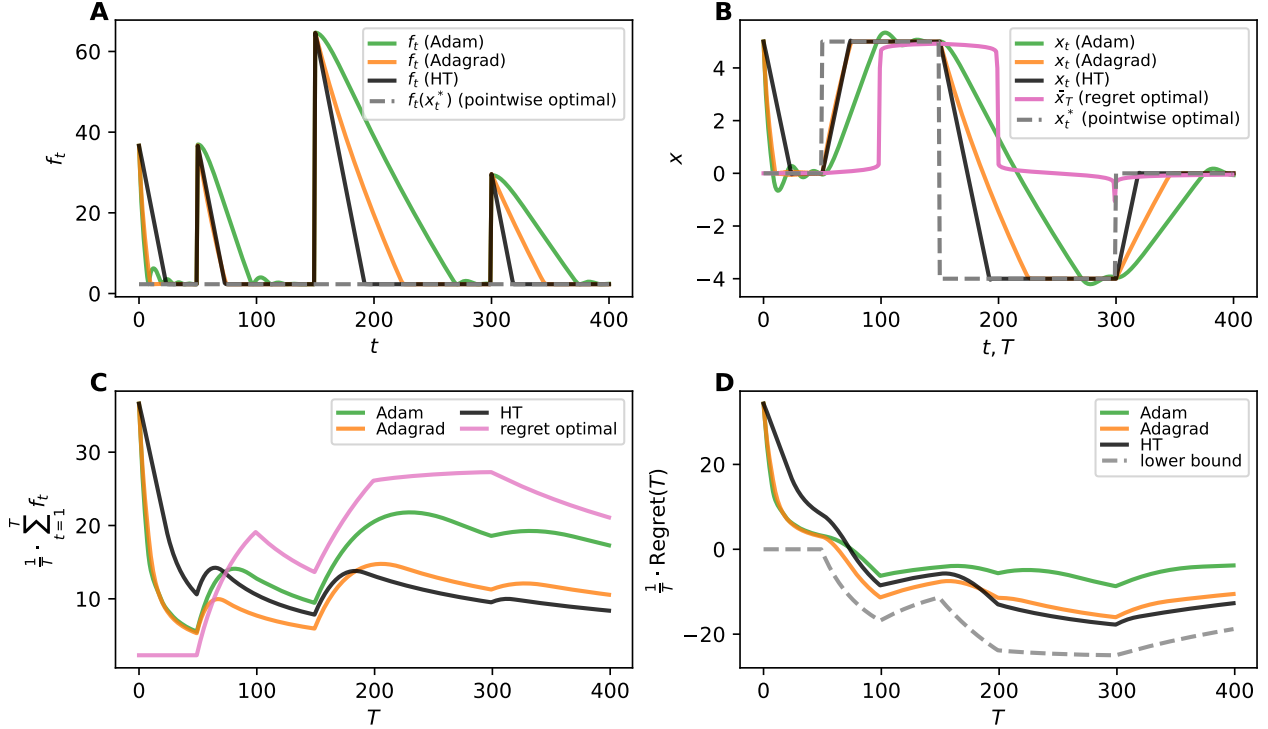 A
f_t (Adam)
f_t (Adagrad)
f_t (HT)
f_t(x_t^*) (pointwise optimal)
60
40
20
0
f_t
0 100 200 300 400
t
B
x_t (Adam)
x_t (Adagrad)
x_t (HT)
x̄_T (regret optimal)
x_t^* (pointwise optimal)
4
2
0
−2
−4
x
0 100 200 300 400
t, T
C
Adam
Adagrad
HT
regret optimal
30
20
10
1/T · ∑_{t=1}^{T} f_t
0 100 200 300 400
T
D
Adam
Adagrad
HT
lower bound
20
0
−20
1/T · Regret(T)
0 100 200 300 400
T